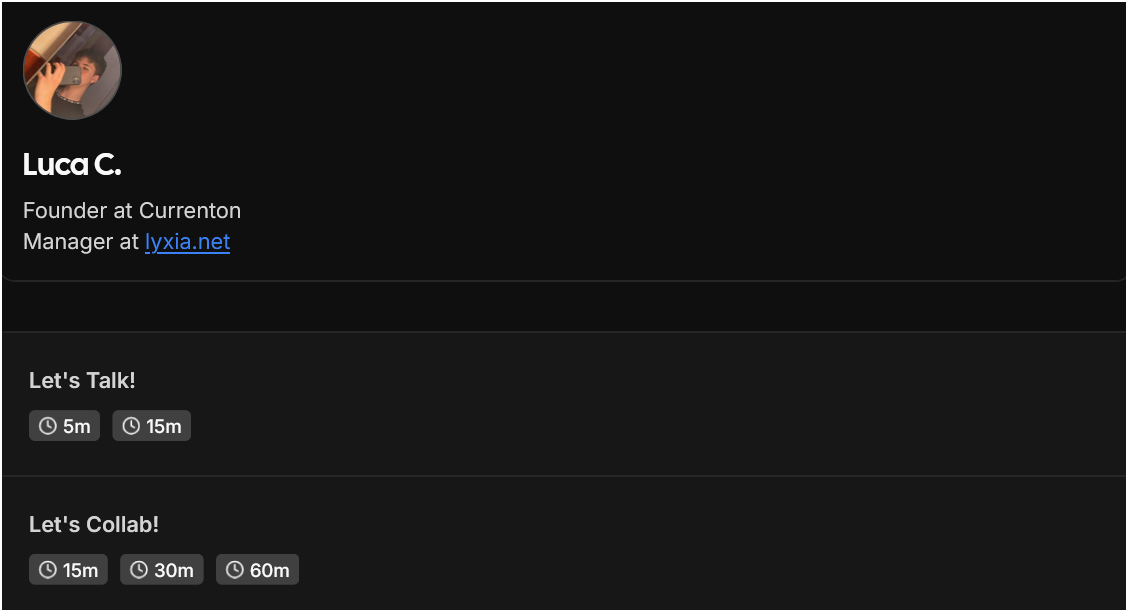 Luca C.
Founder at Currenton
Manager at lyxia.net
Let's Talk!
5m 15m
Let's Collab!
15m 30m 60m